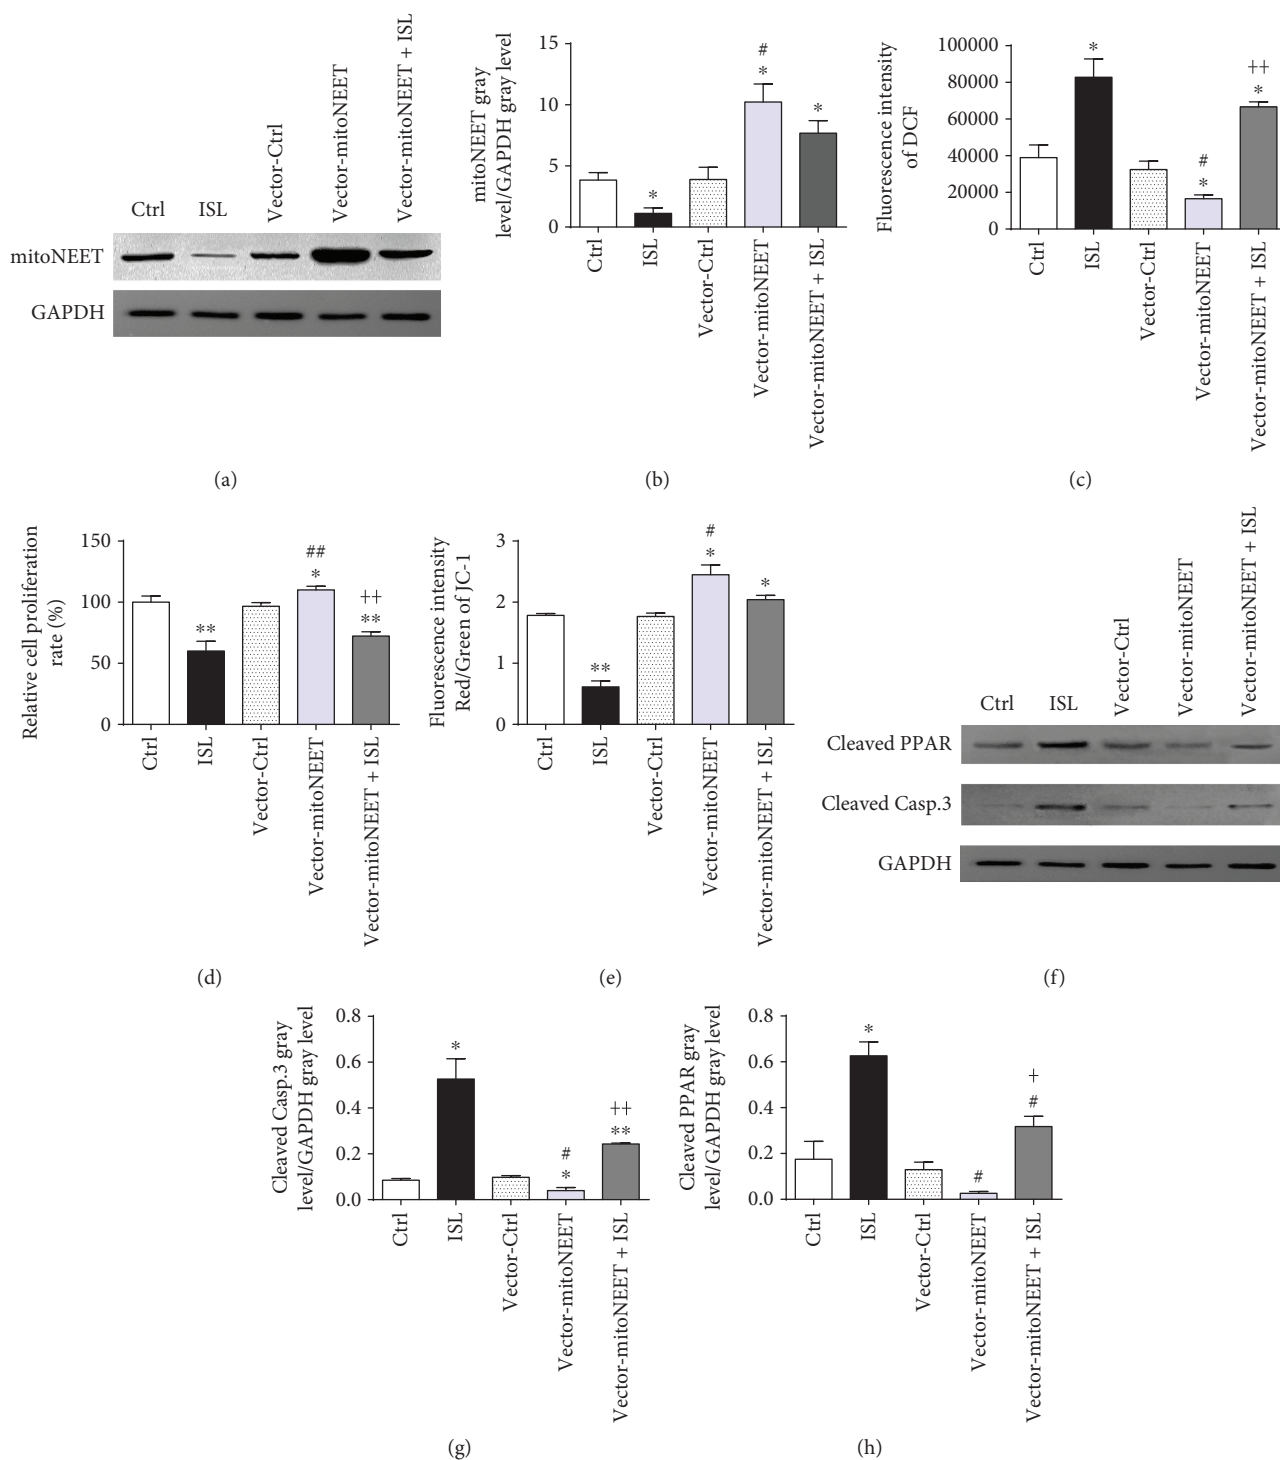 Ctrl
ISL
Vector-Ctrl
Vector-mitoNEET
Vector-mitoNEET + ISL
mitoNEET
GAPDH
(a)
mitoNEET gray
level/GAPDH gray level
15
10
5
0
*
#
*
*
Ctrl
ISL
Vector-Ctrl
Vector-mitoNEET
Vector-mitoNEET + ISL
(b)
Fluorescence intensity
of DCF
100000
80000
60000
40000
20000
0
*
#
*
++
*
Ctrl
ISL
Vector-Ctrl
Vector-mitoNEET
Vector-mitoNEET + ISL
(c)
Relative cell proliferation
rate (%)
150
100
50
0
**
##
*
++
**
Ctrl
ISL
Vector-Ctrl
Vector-mitoNEET
Vector-mitoNEET + ISL
(d)
Fluorescence intensity
Red/Green of JC-1
3
2
1
0
**
#
*
*
Ctrl
ISL
Vector-Ctrl
Vector-mitoNEET
Vector-mitoNEET + ISL
(e)
Ctrl
ISL
Vector-Ctrl
Vector-mitoNEET
Vector-mitoNEET + ISL
Cleaved PPAR
Cleaved Casp.3
GAPDH
(f)
Cleaved Casp.3 gray
level/GAPDH gray level
0.8
0.6
0.4
0.2
0.0
*
#
*
++
**
Ctrl
ISL
Vector-Ctrl
Vector-mitoNEET
Vector-mitoNEET + ISL
(g)
Cleaved PPAR gray
level/GAPDH gray level
0.8
0.6
0.4
0.2
0.0
*
#
+
#
Ctrl
ISL
Vector-Ctrl
Vector-mitoNEET
Vector-mitoNEET + ISL
(h)